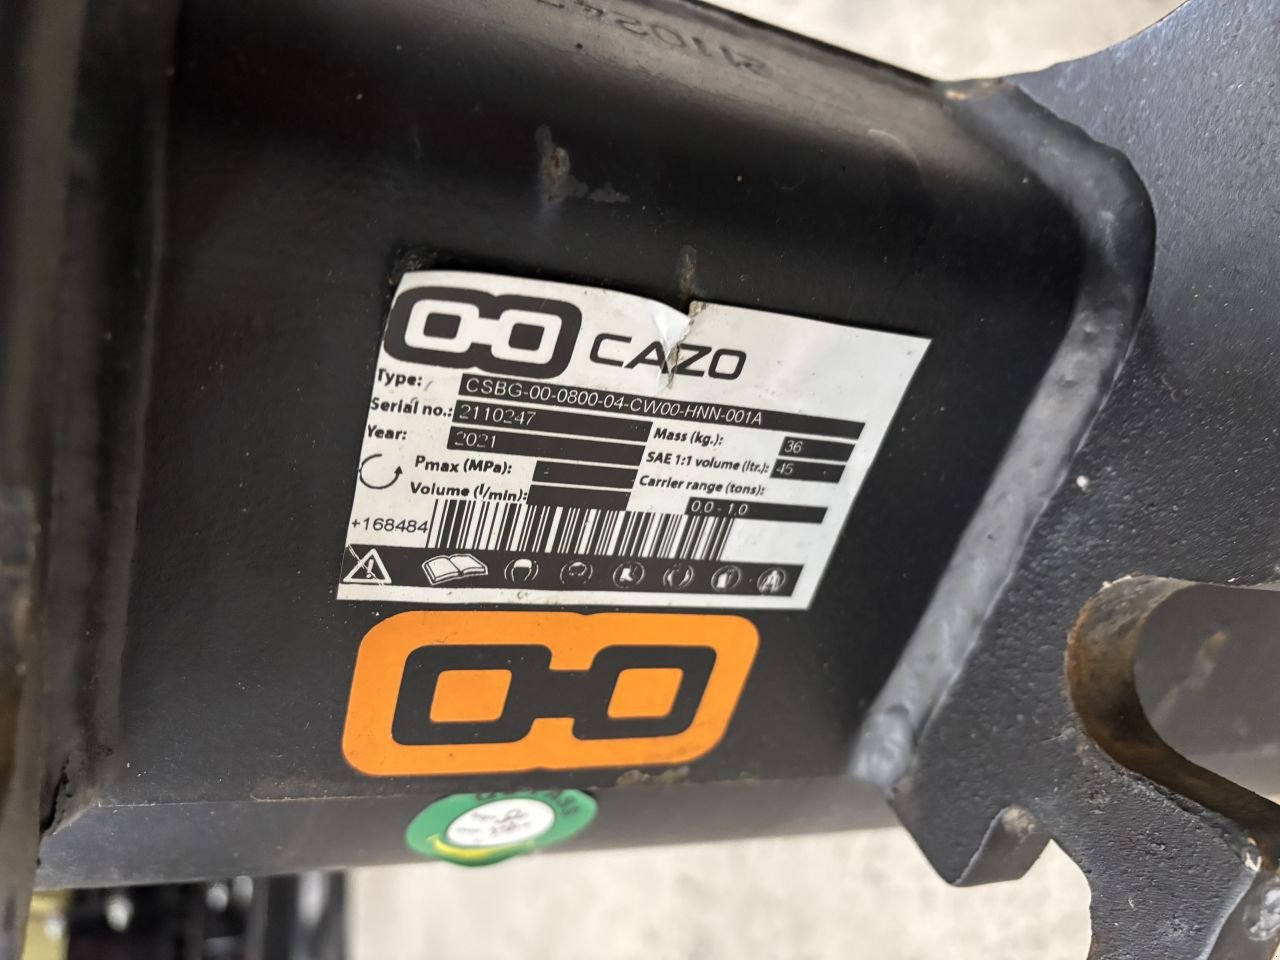 2110247
CAZO
Type: CSBG-00-0800-04-CW00-HNN-001A
Serial no.: 2110247
Year: 2021
Mass (kg.): 36
SAE 1:1 volume (ltr.): 45
Pmax (MPa): -
Carrier range (tons): 0.0 - 1.0
Volume (l/min):
+168484